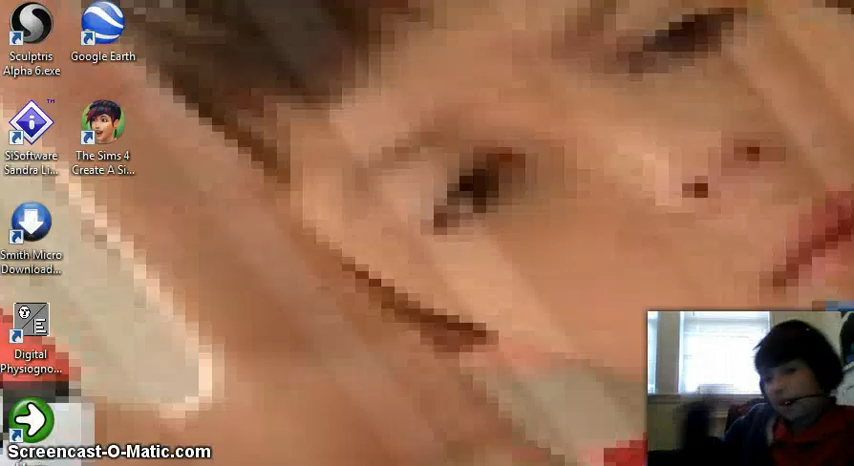 Sculptris
Alpha 6.exe
Google Earth
TM
SiSoftware
Sandra Li...
The Sims 4
Create A Si...
Smith Micro
Download...
Digital
Physiogno...
Screencast-O-Matic.com